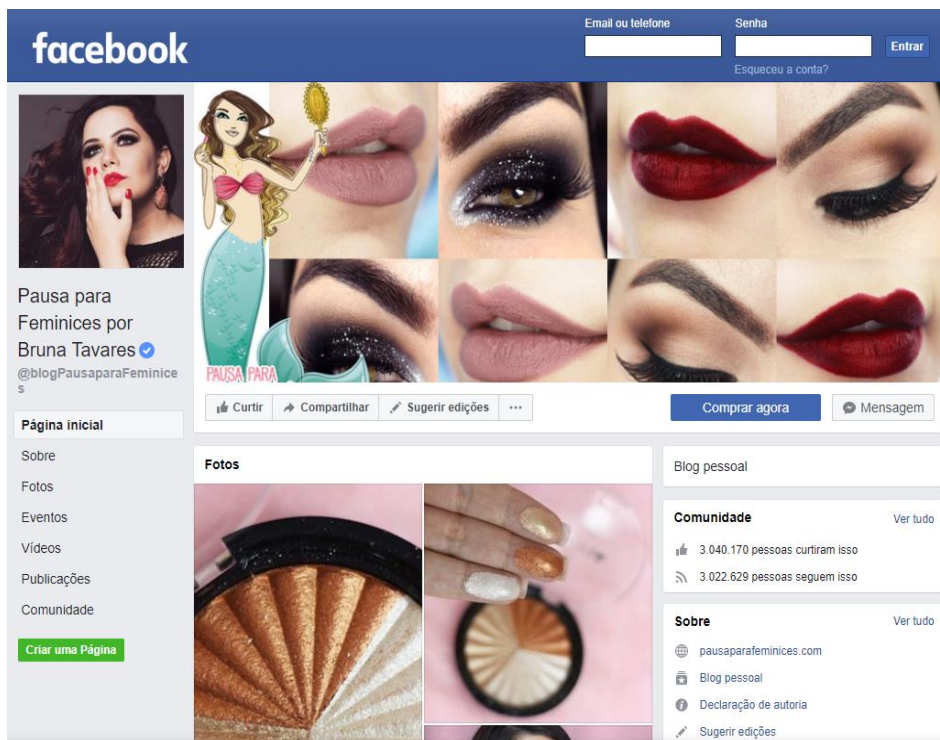 facebook
Email ou telefone
Senha
Entrar
Esqueceu a conta?
PAUSA PARA
Pausa para
Feminices por
Bruna Tavares
@blogPausaparaFeminice
s
Página inicial
Sobre
Fotos
Eventos
Vídeos
Publicações
Comunidade
Criar uma Página
Curtir
Compartilhar
Sugerir edições
Comprar agora
Mensagem
Fotos
Blog pessoal
Comunidade
Ver tudo
3.040.170 pessoas curtiram isso
3.022.629 pessoas seguem isso
Sobre
Ver tudo
pausaparafeminices.com
Blog pessoal
Declaração de autoria
Sugerir edições